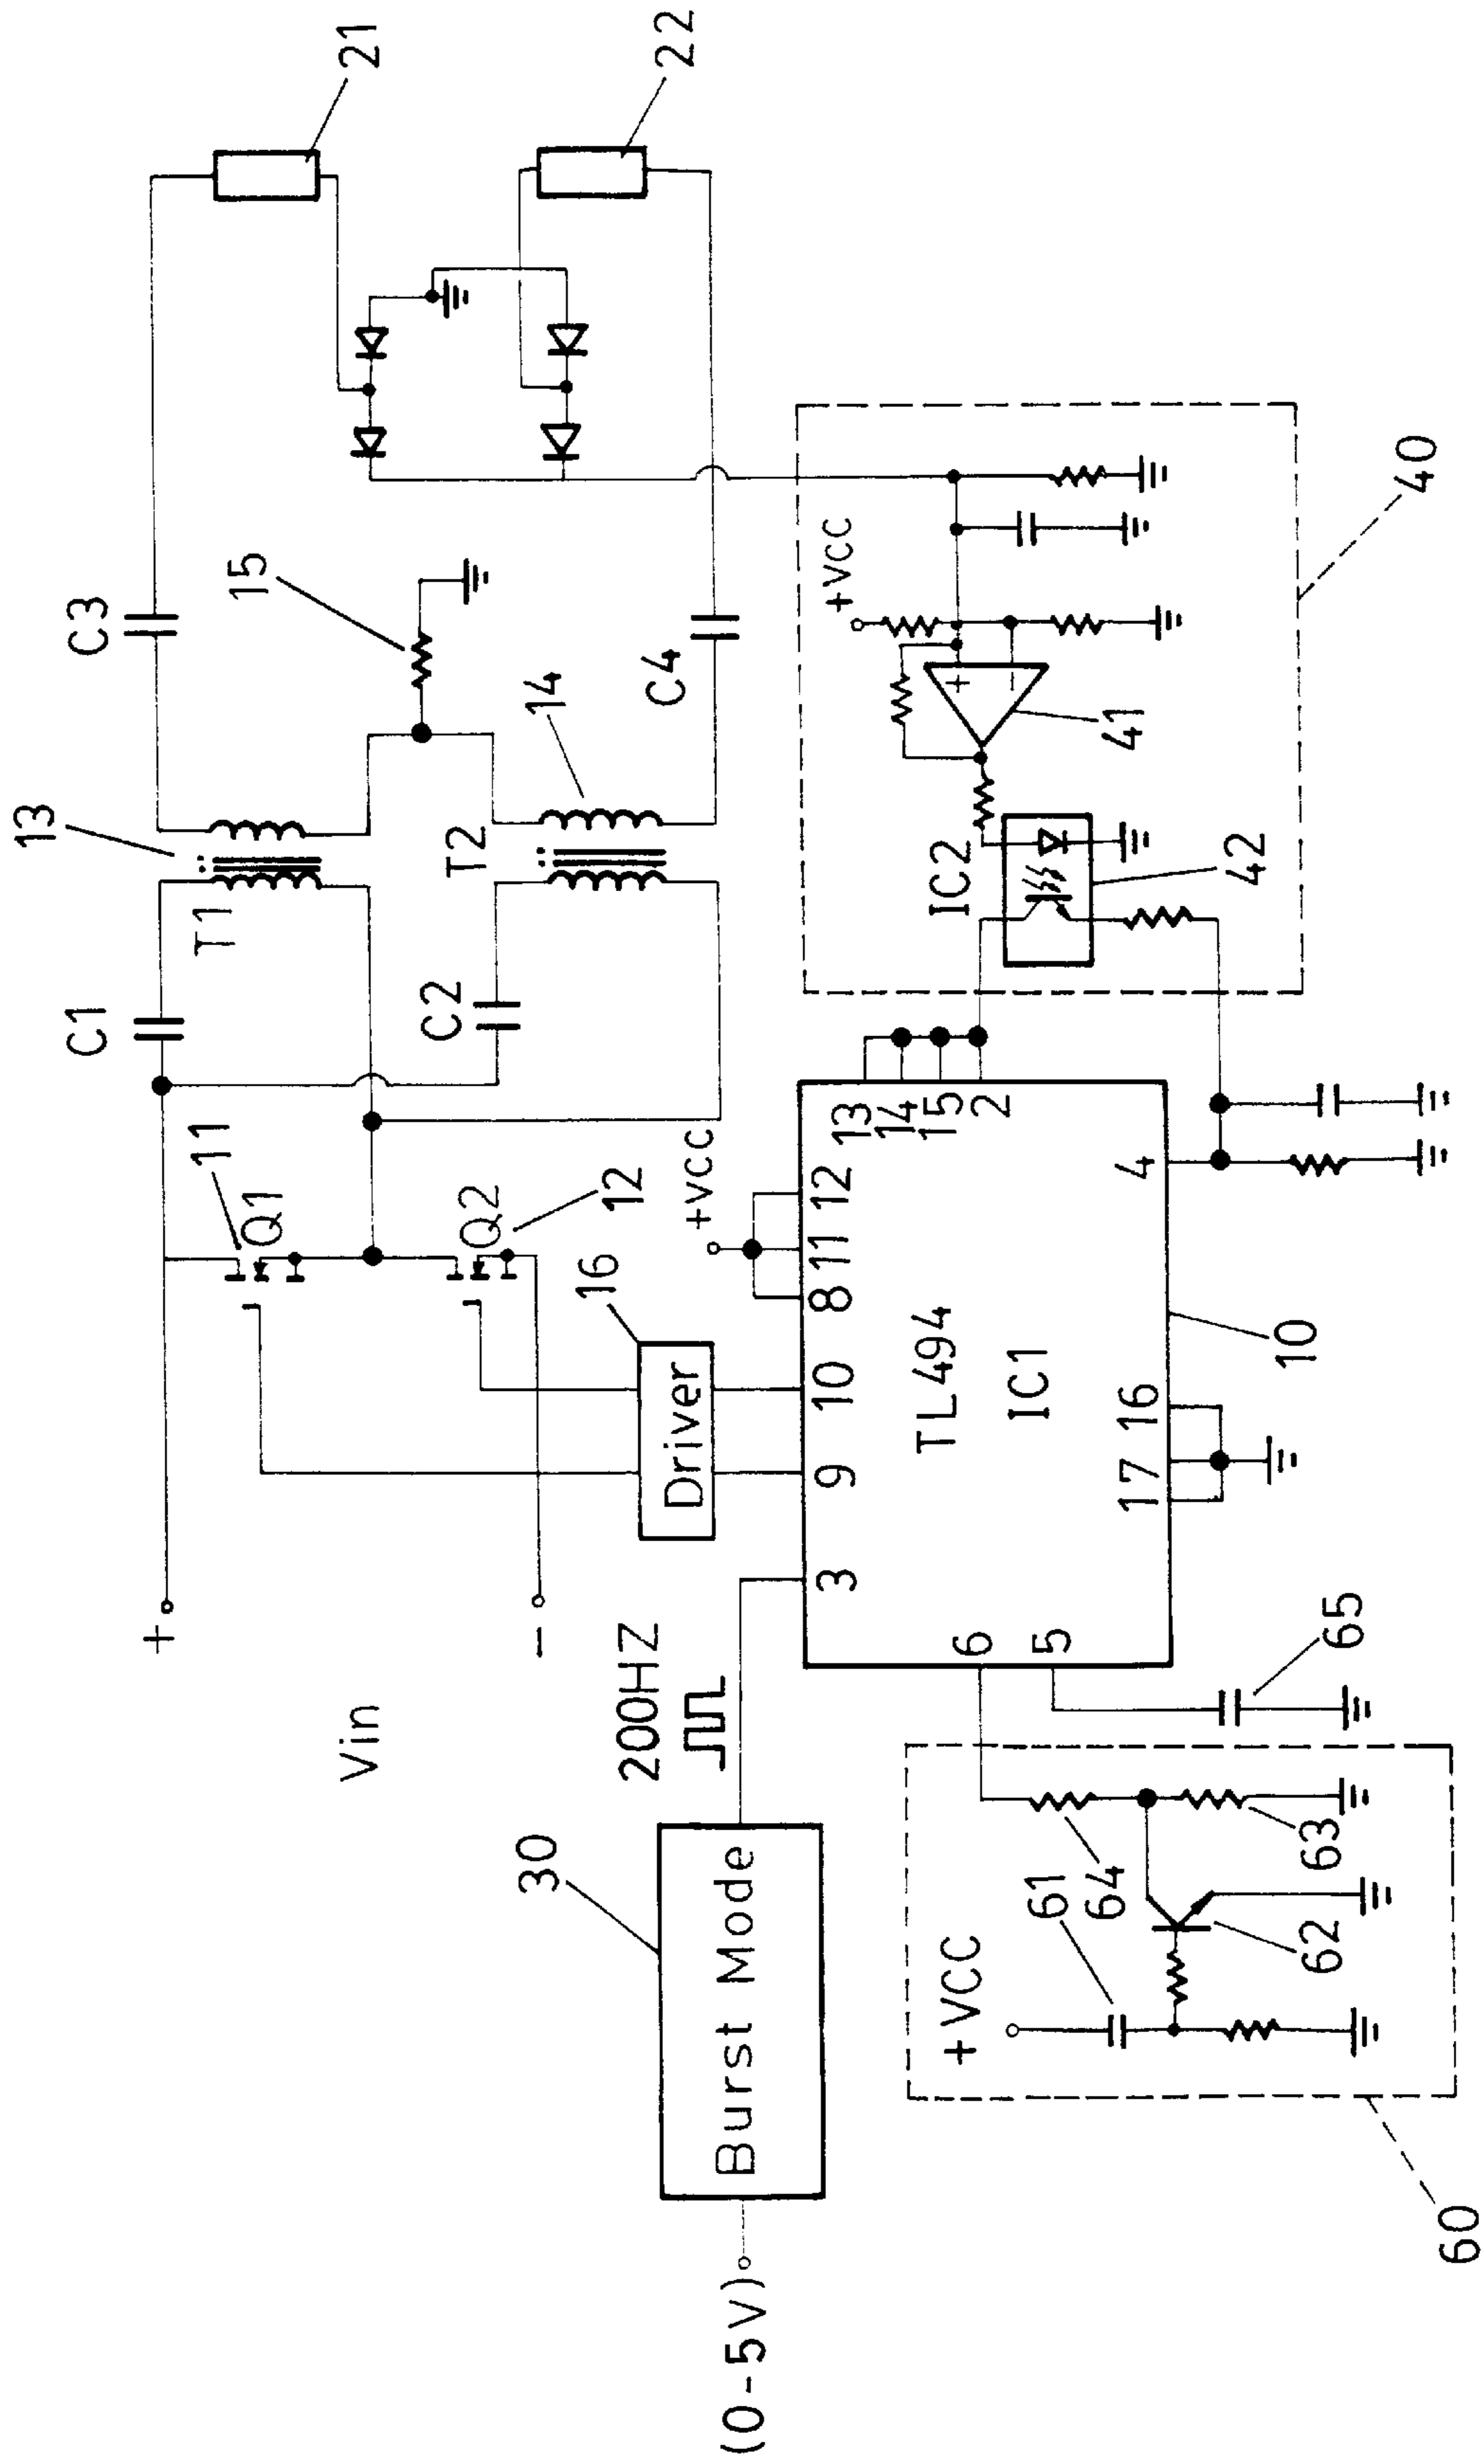 13
C3
21
C1
T1
15
22
11
Q1
C2
T2
14
C4
+
Vin
-
Q2
12
16
Driver
+VCC
+VCC
40
30
Burst Mode
(0-5V)
200HZ
3
9
10
8
11
12
13
14
15
2
TL494
IC1
6
5
17
16
4
10
IC2
41
42
+VCC
61
64
62
63
65
60